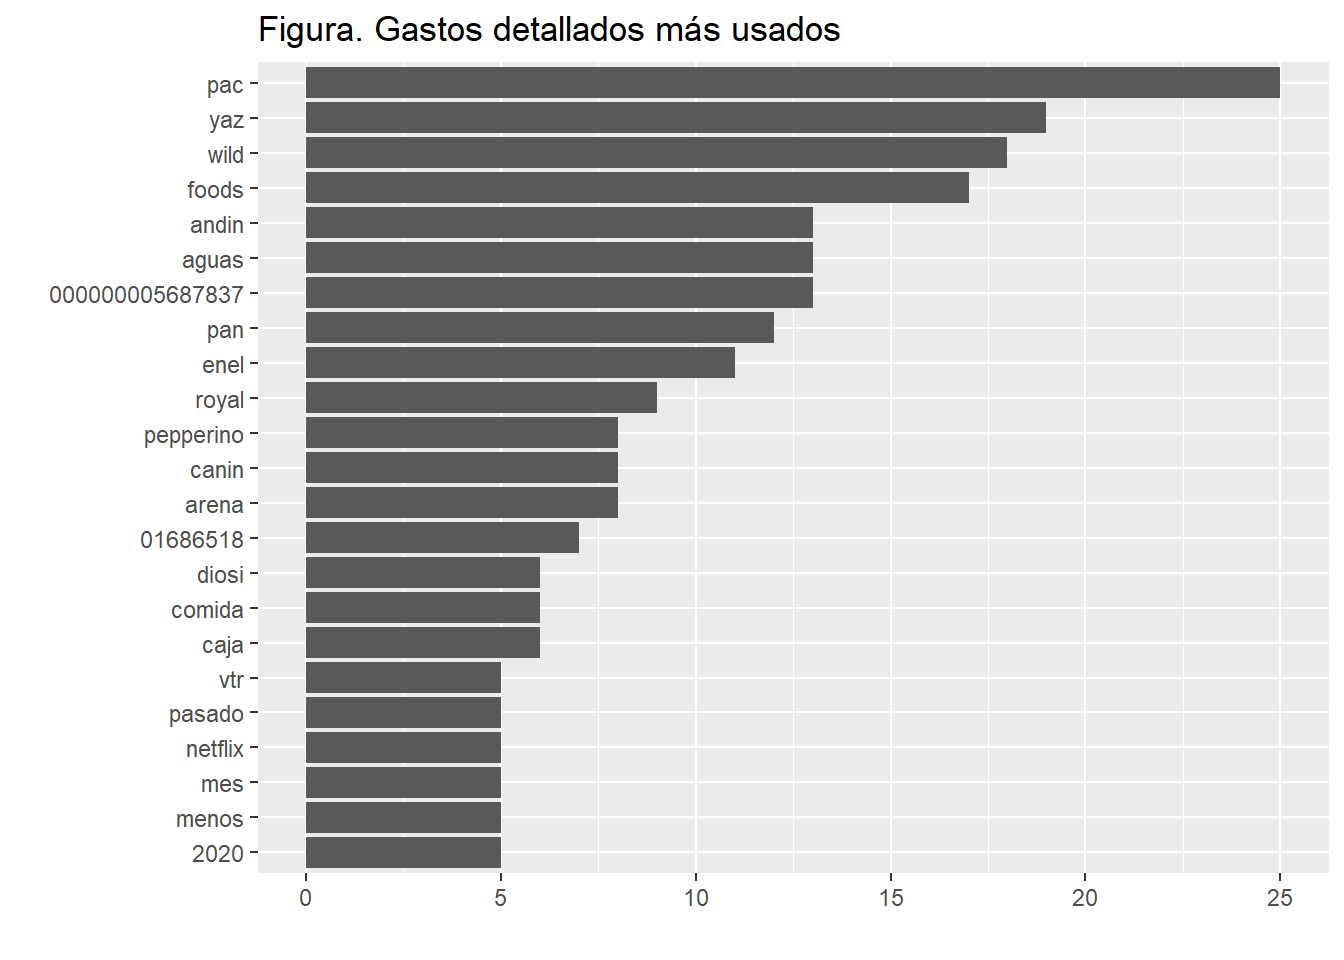 Figura. Gastos detallados más usados
pac
yaz
wild
foods
andin
aguas
000000005687837
pan
enel
royal
pepperino
canin
arena
01686518
diosi
comida
caja
vtr
pasado
netflix
mes
menos
2020
0 5 10 15 20 25